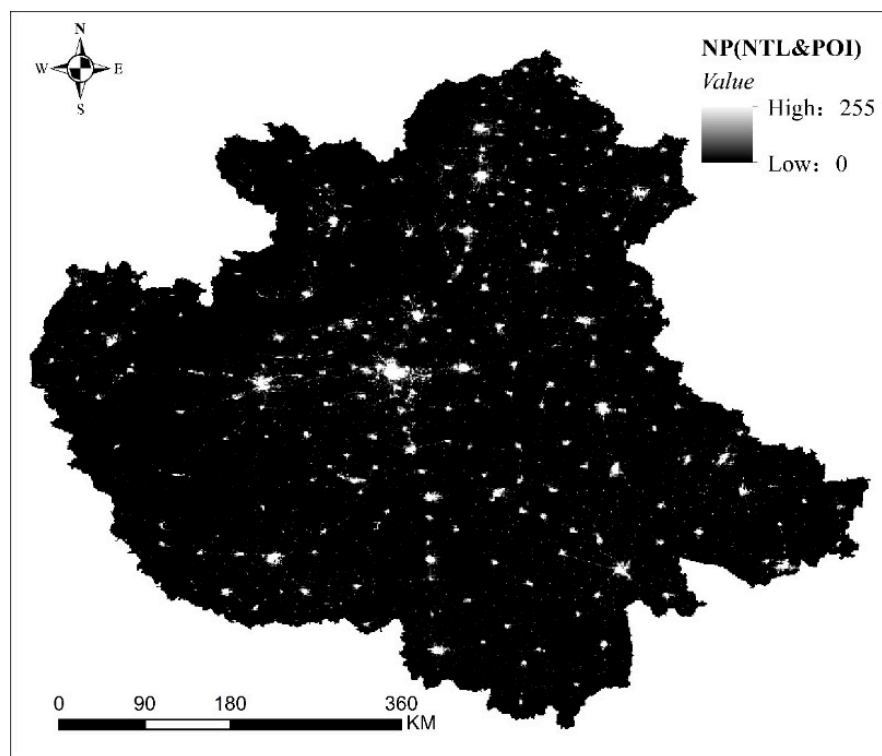 N
W E
S
NP(NTL&POI)
Value
High：255
Low：0
0 90 180 360
KM